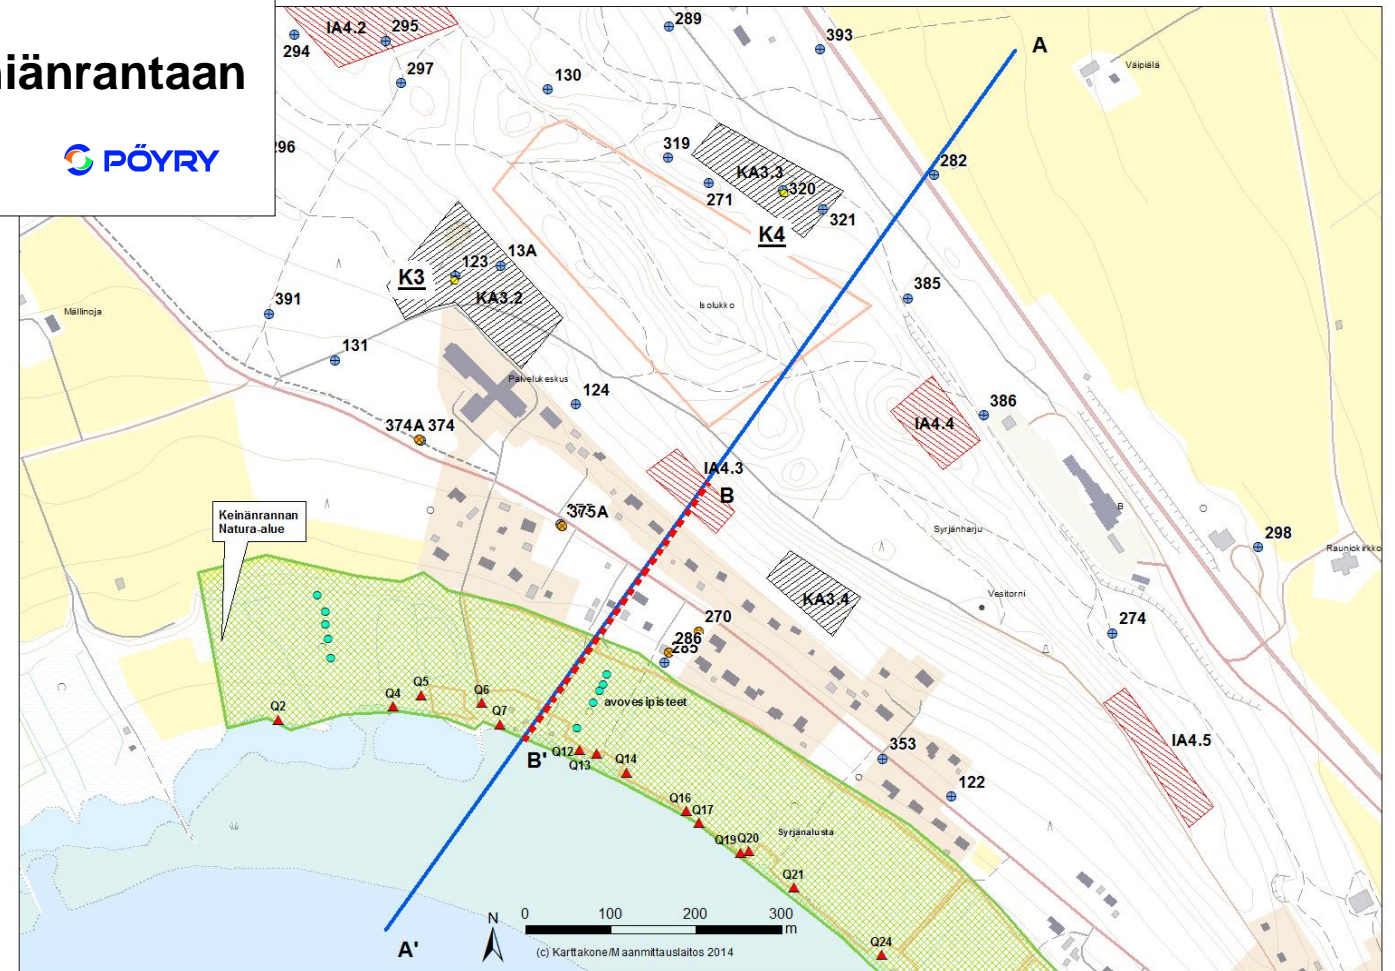 iänrantaan
PÖYRY
IA4.2
295
294
297
289
393
A
Väipiälä
130
296
319
KA3.3
320
271
321
282
K4
13A
123
K3
KA3.2
391
Isolukko
385
Mällinoja
131
Palvelukeskus
124
386
IA4.4
374A 374
IA4.3
B
Keinänrannan
Natura-alue
375A
B
Syrjänharju
298
Rauniokirkko
KA3.4
Vesitorni
270
286
285
274
Q5
Q4
Q2
Q6
Q7
avovesipisteet
B'
Q12
Q13
Q14
353
IA4.5
122
Q16
Q17
Syrjänalusta
Q19
Q20
Q21
Q24
A'
N
0 100 200 300
m
(c) Karttakone/Maanmittauslaitos 2014